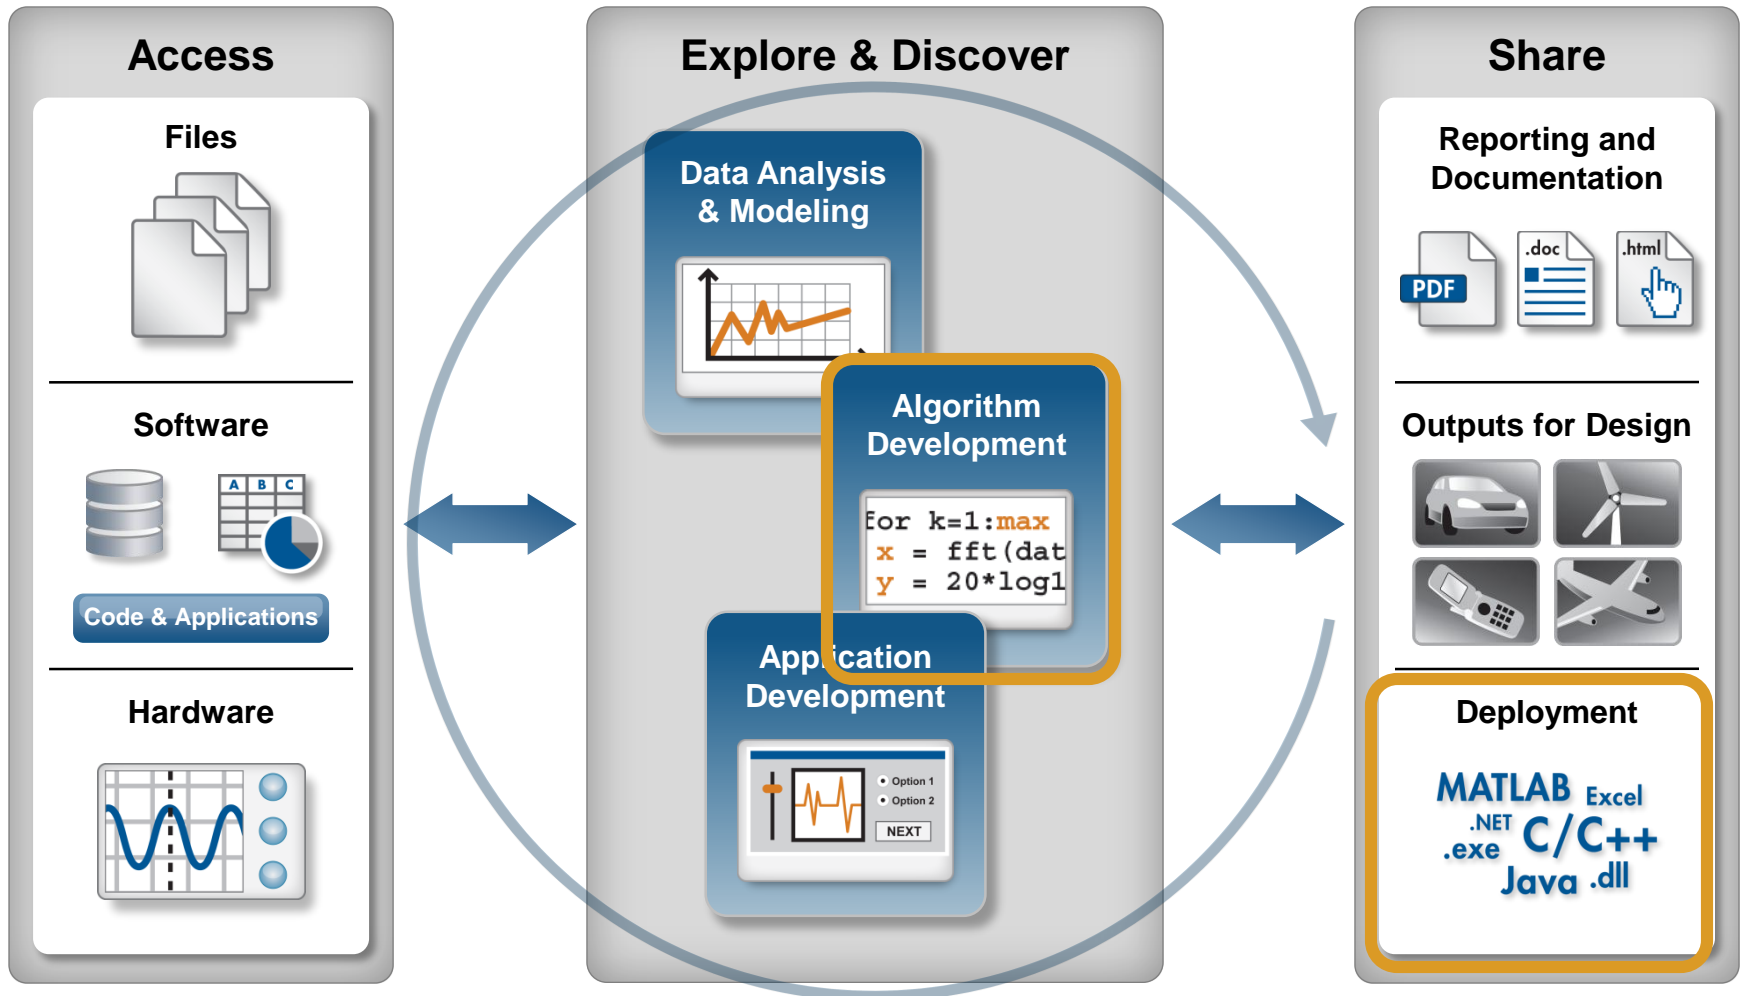 Access
Files
Software
A B C
Code & Applications
Hardware
Explore & Discover
Data Analysis
& Modeling
Algorithm
Development
for k=1:max
x = fft(dat
y = 20*log1
Application
Development
Option 1
Option 2
NEXT
Share
Reporting and
Documentation
PDF
.doc
.html
Outputs for Design
Deployment
MATLAB Excel
.NET C/C++
.exe
Java .dll